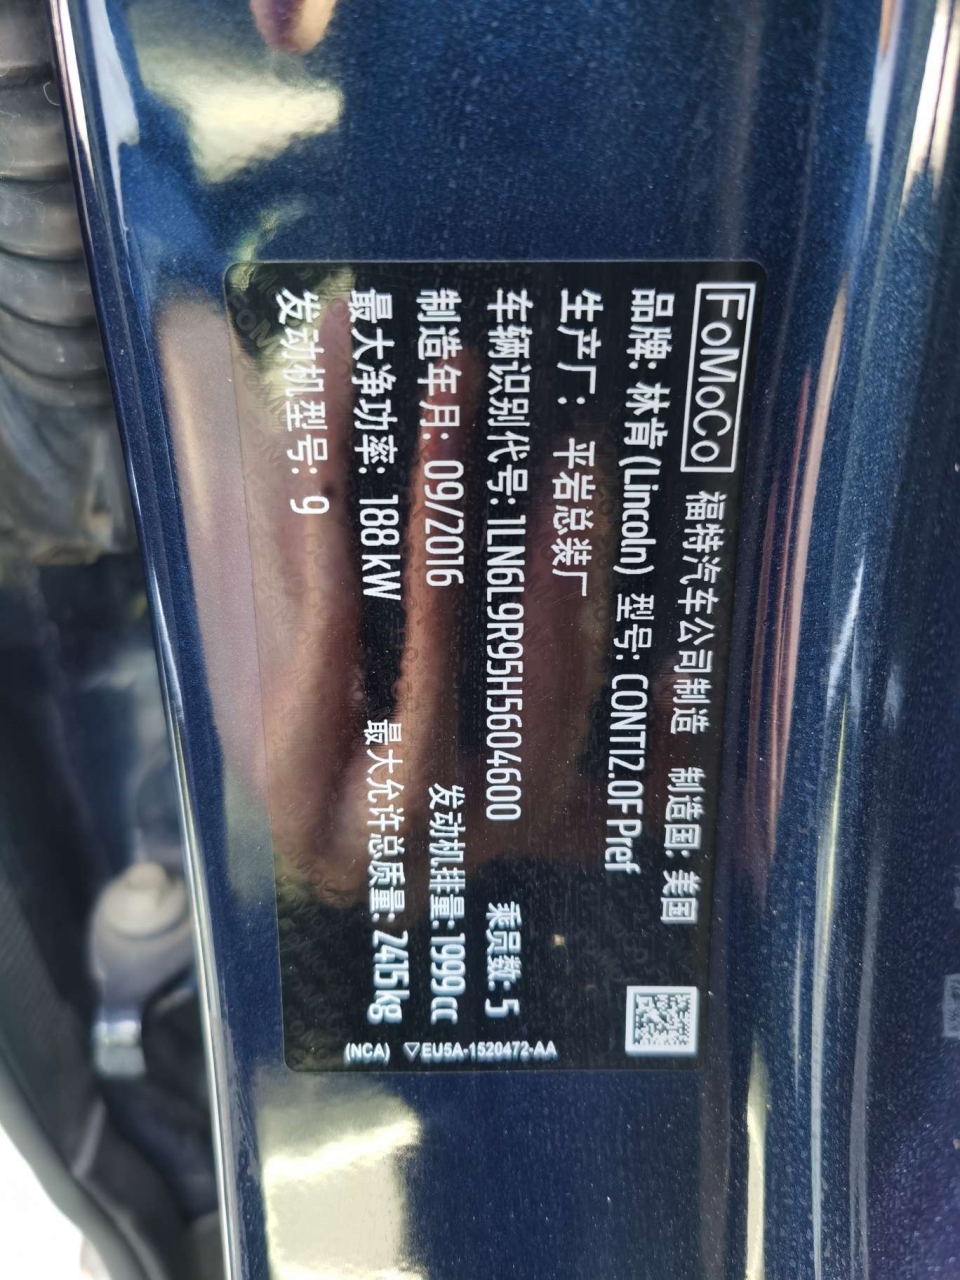 FoMoCo 福特汽车公司制造 制造国: 美国
品牌: 林肯 (Lincoln) 型号: CONTI2.0F Pref
生产厂: 平岩总装厂
车辆识别代号: 1LN6L9R95H5604600 乘员数: 5
制造年月: 09/2016 发动机排量: 1999cc
最大净功率: 188 kW 最大允许总质量: 2415kg
发动机型号: 9
(NCA) ▽EU5A-1520472-AA